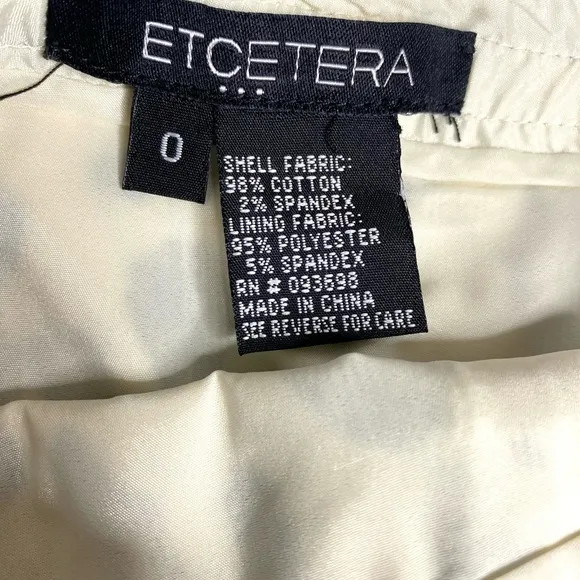 ETCETERA
0
SHELL FABRIC:
98% COTTON
2% SPANDEX
LINING FABRIC:
95% POLYESTER
5% SPANDEX
RN # 093698
MADE IN CHINA
SEE REVERSE FOR CARE